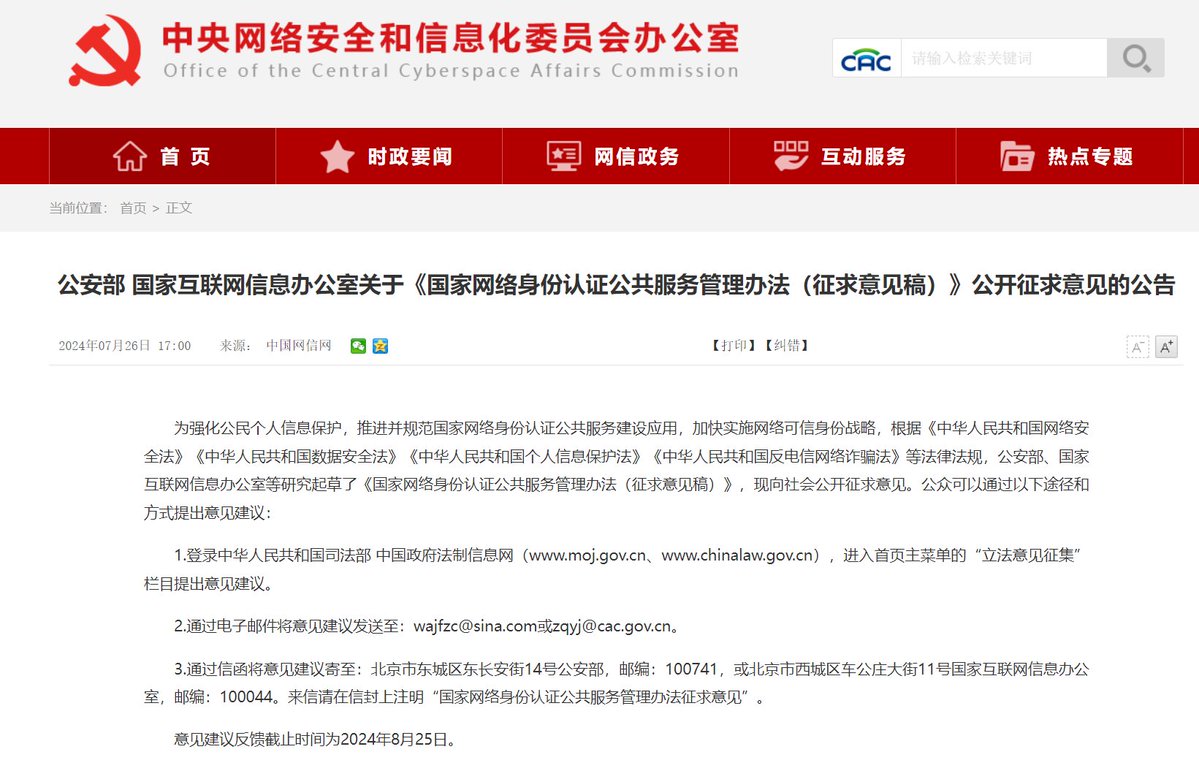 中央网络安全和信息化委员会办公室
Office of the Central Cyberspace Affairs Commission
CAC
请输入检索关键词
首 页
时政要闻
网信政务
互动服务
热点专题
当前位置： 首页 > 正文
公安部 国家互联网信息办公室关于《国家网络身份认证公共服务管理办法（征求意见稿）》公开征求意见的公告
2024年07月26日 17:00 来源： 中国网信网 【打印】【纠错】 A- A+
为强化公民个人信息保护，推进并规范国家网络身份认证公共服务建设应用，加快实施网络可信身份战略，根据《中华人民共和国网络安
全法》《中华人民共和国数据安全法》《中华人民共和国个人信息保护法》《中华人民共和国反电信网络诈骗法》等法律法规，公安部、国家
互联网信息办公室等研究起草了《国家网络身份认证公共服务管理办法（征求意见稿）》，现向社会公开征求意见。公众可以通过以下途径和
方式提出意见建议：
1.登录中华人民共和国司法部 中国政府法制信息网（www.moj.gov.cn、www.chinalaw.gov.cn），进入首页主菜单的“立法意见征集”
栏目提出意见建议。
2.通过电子邮件将意见建议发送至：wajfzc@sina.com或zqyj@cac.gov.cn。
3.通过信函将意见建议寄至：北京市东城区东长安街14号公安部，邮编：100741，或北京市西城区车公庄大街11号国家互联网信息办公
室，邮编：100044。来信请在信封上注明“国家网络身份认证公共服务管理办法征求意见”。
意见建议反馈截止时间为2024年8月25日。